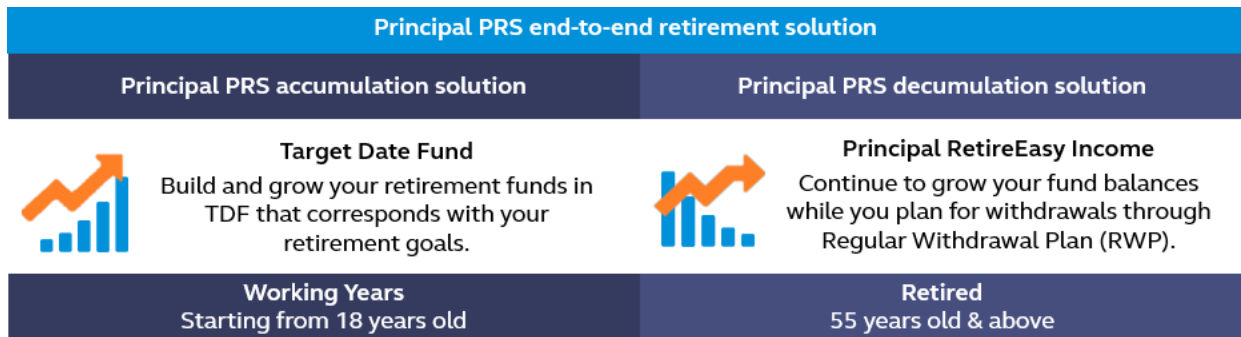 Principal PRS end-to-end retirement solution
Principal PRS accumulation solution
Principal PRS decumulation solution
Target Date Fund
Build and grow your retirement funds in
TDF that corresponds with your
retirement goals.
Principal RetireEasy Income
Continue to grow your fund balances
while you plan for withdrawals through
Regular Withdrawal Plan (RWP).
Working Years
Starting from 18 years old
Retired
55 years old & above